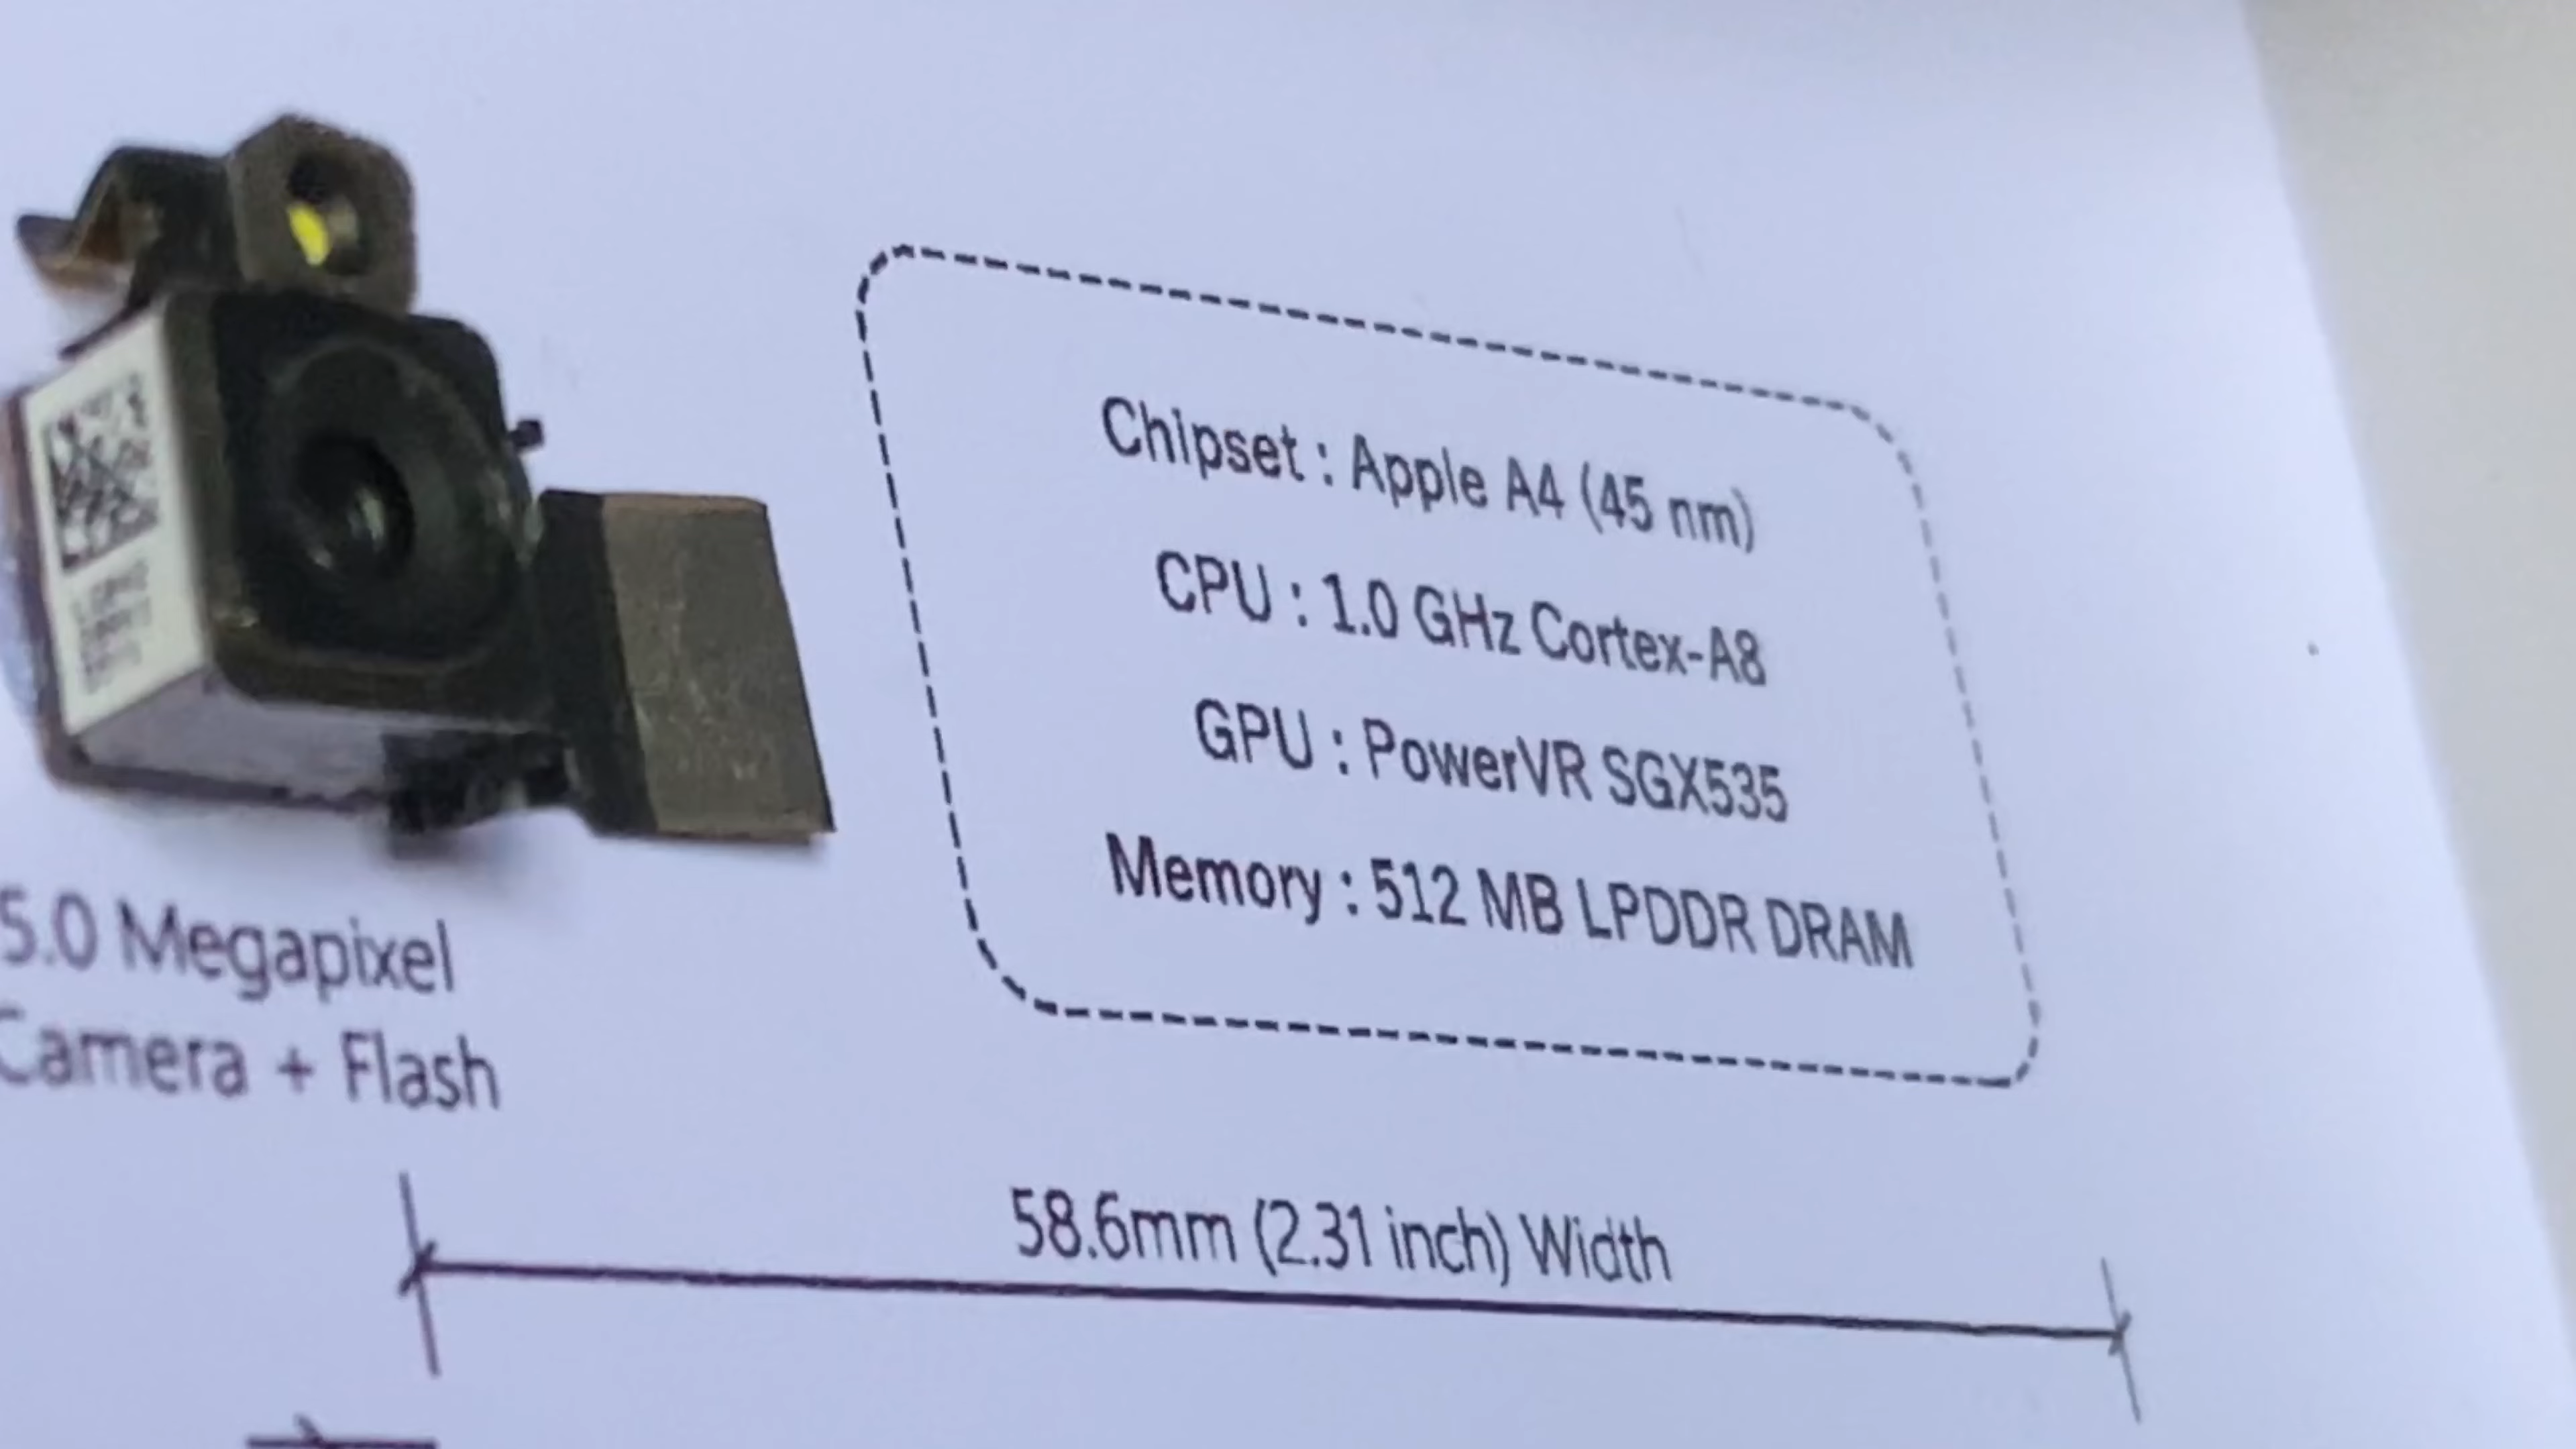 Chipset : Apple A4 (45 nm)
CPU : 1.0 GHz Cortex-A8
GPU : PowerVR SGX535
Memory : 512 MB LPDDR DRAM
5.0 Megapixel
Camera + Flash
58.6mm (2.31 inch) Width